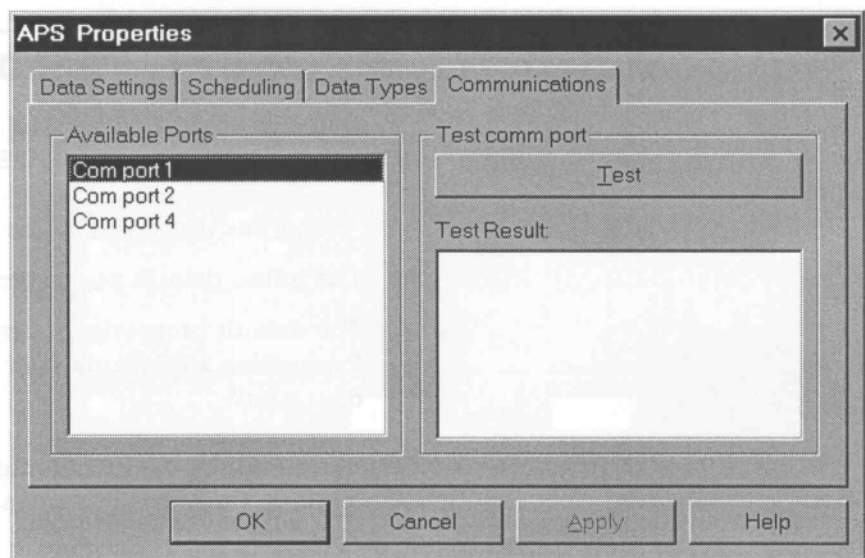 APS Properties
Data Settings
Scheduling
Data Types
Communications
Available Ports
Com port 1
Com port 2
Com port 4
Test comm port
Test
Test Result:
OK
Cancel
Apply
Help